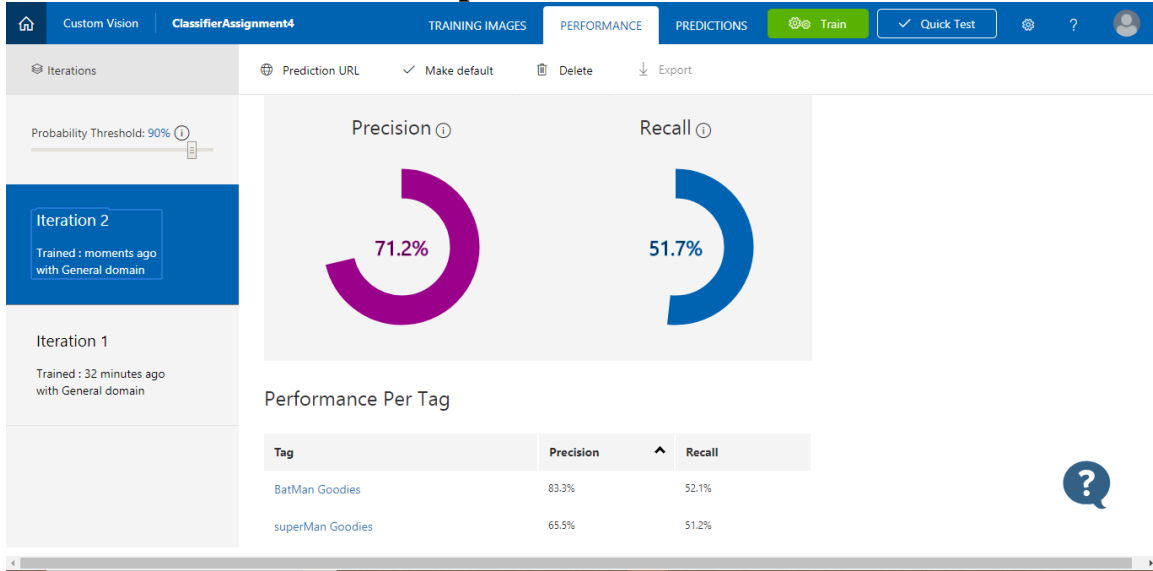 Custom Vision ClassifierAssignment4 TRAINING IMAGES PERFORMANCE PREDICTIONS Train Quick Test ?
Iterations Prediction URL Make default Delete Export
Probability Threshold: 90%
Precision Recall
71.2% 51.7%
Iteration 2
Trained : moments ago
with General domain
Iteration 1
Trained : 32 minutes ago
with General domain
Performance Per Tag
Tag Precision Recall
BatMan Goodies 83.3% 52.1%
superMan Goodies 65.5% 51.2%
?